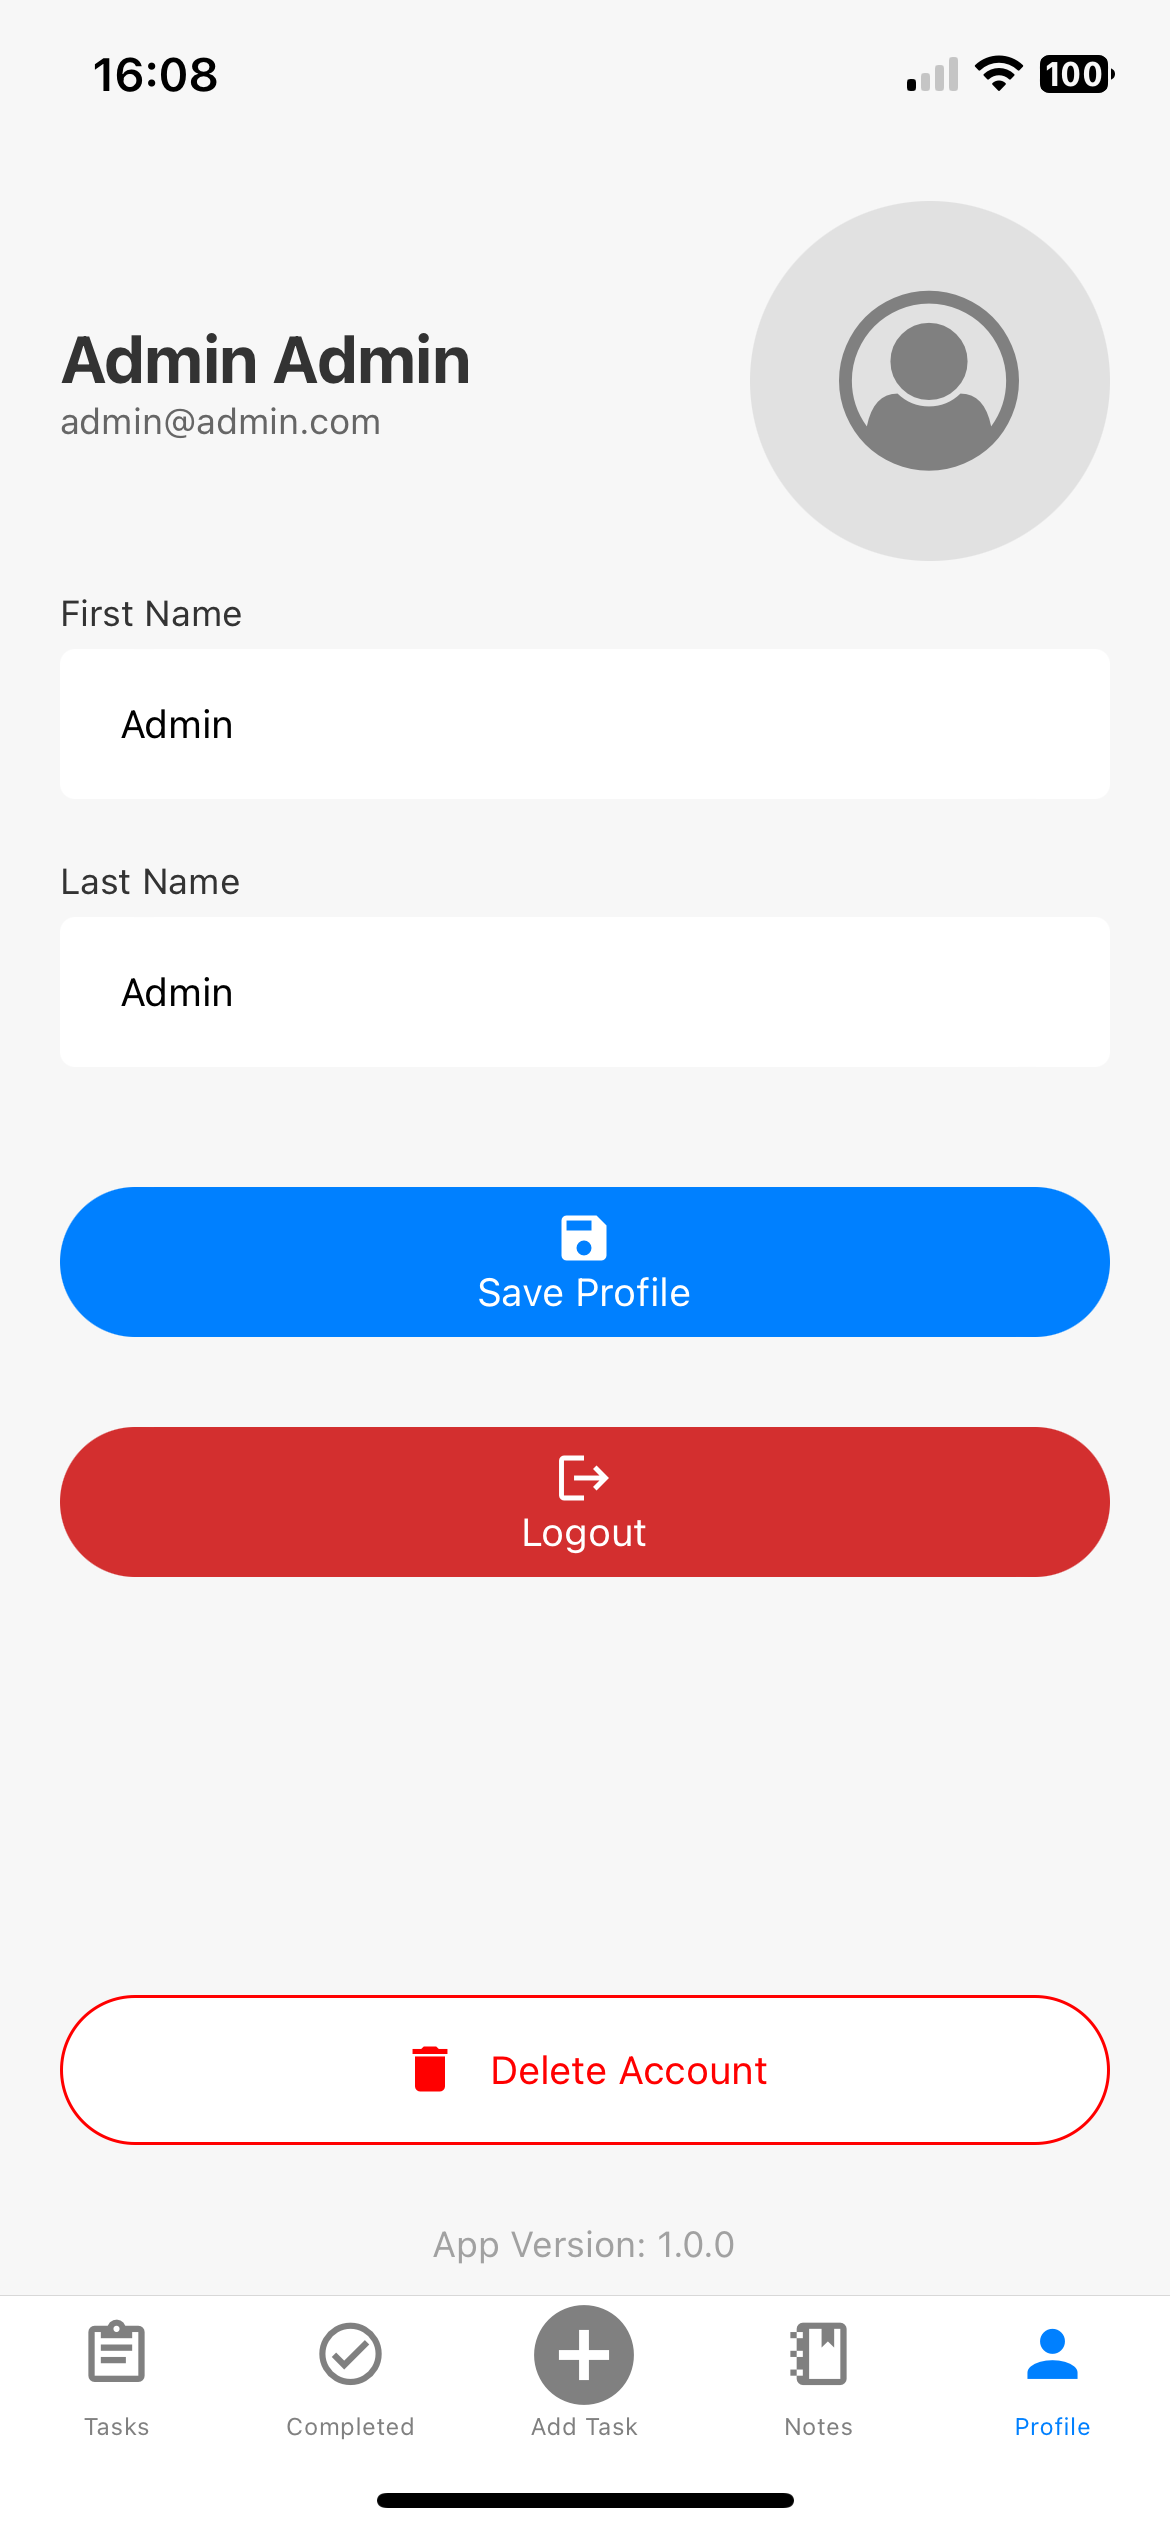 16:08
100
Admin Admin
admin@admin.com
First Name
Admin
Last Name
Admin
Save Profile
Logout
Delete Account
App Version: 1.0.0
Tasks
Completed
Add Task
Notes
Profile